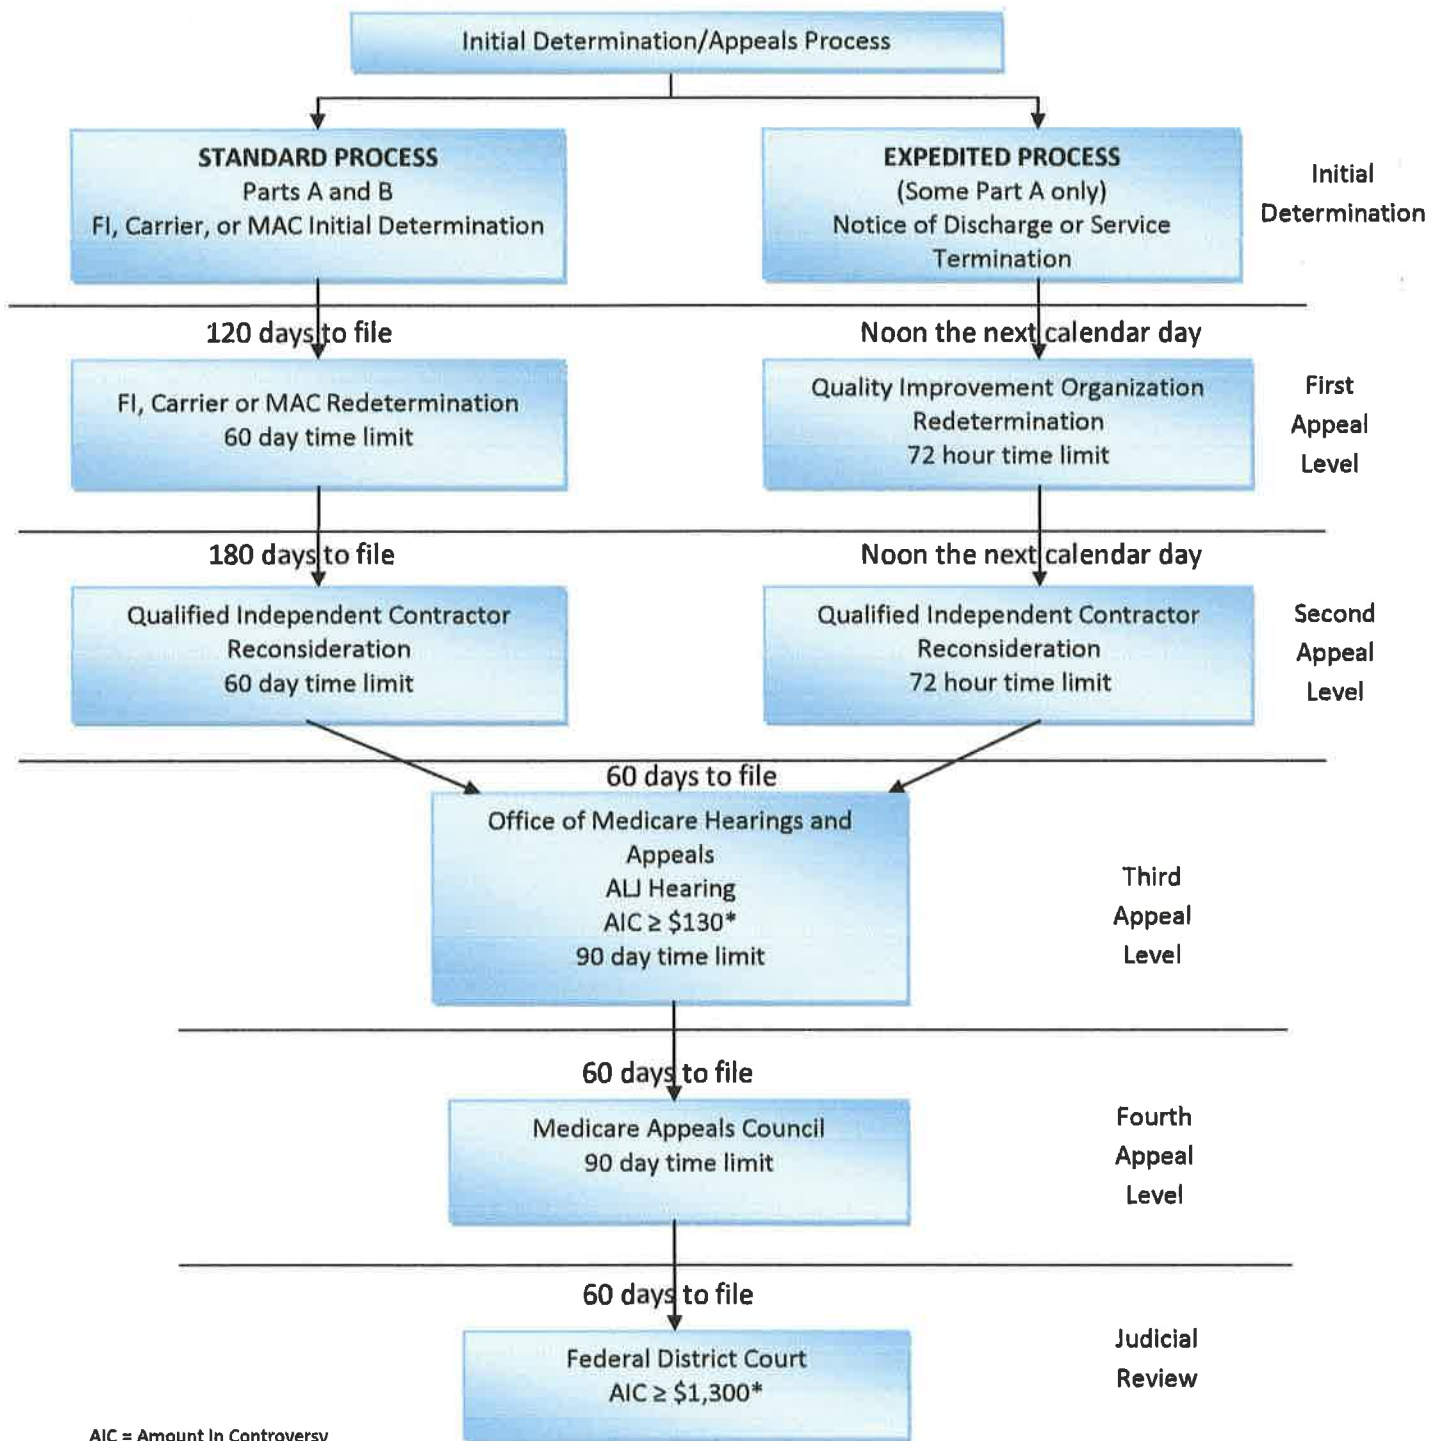 Initial Determination/Appeals Process
STANDARD PROCESS
Parts A and B
FI, Carrier, or MAC Initial Determination
EXPEDITED PROCESS
(Some Part A only)
Notice of Discharge or Service
Termination
Initial
Determination
120 days to file
Noon the next calendar day
FI, Carrier or MAC Redetermination
60 day time limit
Quality Improvement Organization
Redetermination
72 hour time limit
First
Appeal
Level
180 days to file
Noon the next calendar day
Qualified Independent Contractor
Reconsideration
60 day time limit
Qualified Independent Contractor
Reconsideration
72 hour time limit
Second
Appeal
Level
60 days to file
Office of Medicare Hearings and
Appeals
ALJ Hearing
AIC ≥ $130*
90 day time limit
Third
Appeal
Level
60 days to file
Medicare Appeals Council
90 day time limit
Fourth
Appeal
Level
60 days to file
Federal District Court
AIC ≥ $1,300*
Judicial
Review
AIC = Amount In Controversy